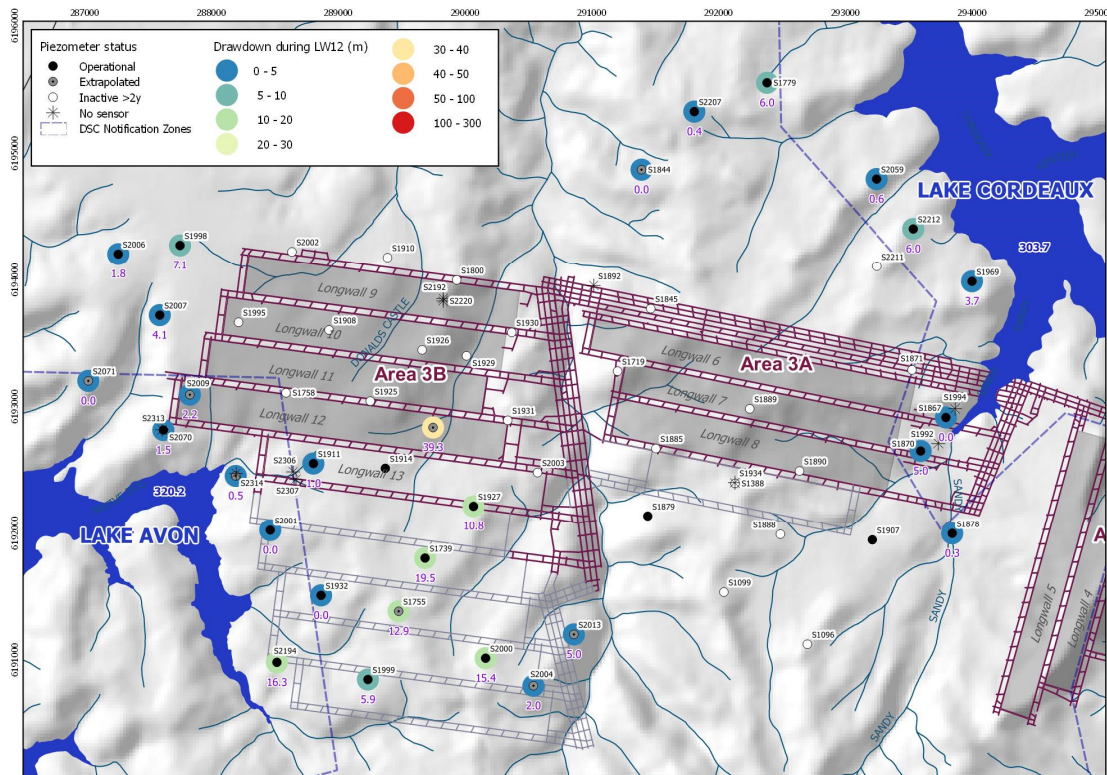 287000 288000 289000 290000 291000 292000 293000 294000 29500
6196000
6195000
6194000
6193000
6192000
6191000
Piezometer status
Operational
Extrapolated
Inactive >2y
No sensor
DSC Notification Zones
Drawdown during LW12 (m)
0 - 5
5 - 10
10 - 20
20 - 30
30 - 40
40 - 50
50 - 100
100 - 300
S1779
6.0
S2207
0.4
S1844
0.0
S2059
0.6
LAKE CORDEAUX
S2212
6.0
303.7
S2211
S1969
3.7
S2006
1.8
S1998
7.1
S2002
S1910
S1800
S2192
S2220
Longwall 9
S1892
S1845
S2007
4.1
S1995
S1908
Longwall 10
DONALDS CASTLE
S1930
S1926
S1929
Longwall 6
Area 3A
S1871
S1719
S2071
0.0
S2009
2.2
Longwall 11
Area 3B
S1758
S1925
Longwall 7
S1889
S1994
S1867
0.0
Longwall 12
S1931
39.3
Longwall 8
S2313
S2070
1.5
S1992
S1870
5.0
S1885
S2306
S2307
S1911
1.0
S1914
Longwall 13
S2003
S1934
S1388
S1890
S2314
0.5
320.2
LAKE AVON
S1927
10.8
S1879
S1888
S1907
SANDY
S1878
0.3
S2001
0.0
S1739
19.5
S1932
0.0
S1755
12.9
S1099
SANDY
Longwall 5
Longwall 4
A
S2013
5.0
S1096
S2194
16.3
S1999
5.9
S2000
15.4
S2004
2.0
SANDY